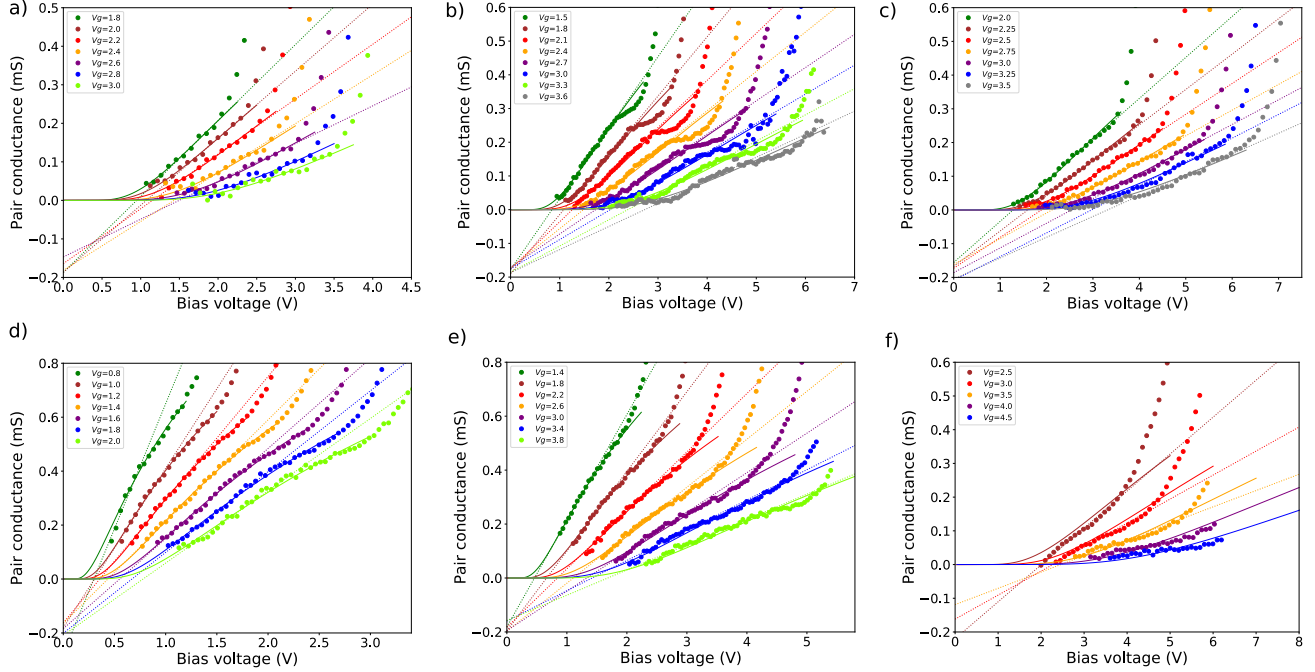 a)
Pair conductance (mS)
0.5
0.4
0.3
0.2
0.1
0.0
−0.1
−0.2
Vg=1.8
Vg=2.0
Vg=2.2
Vg=2.4
Vg=2.6
Vg=2.8
Vg=3.0
0.0 0.5 1.0 1.5 2.0 2.5 3.0 3.5 4.0 4.5
Bias voltage (V)
b)
Pair conductance (mS)
0.6
0.5
0.4
0.3
0.2
0.1
0.0
−0.1
−0.2
Vg=1.5
Vg=1.8
Vg=2.1
Vg=2.4
Vg=2.7
Vg=3.0
Vg=3.3
Vg=3.6
0 1 2 3 4 5 6 7
Bias voltage (V)
c)
Pair conductance (mS)
0.6
0.5
0.4
0.3
0.2
0.1
0.0
−0.1
−0.2
Vg=2.0
Vg=2.25
Vg=2.5
Vg=2.75
Vg=3.0
Vg=3.25
Vg=3.5
0 1 2 3 4 5 6 7
Bias voltage (V)
d)
Pair conductance (mS)
0.8
0.6
0.4
0.2
0.0
−0.2
Vg=0.8
Vg=1.0
Vg=1.2
Vg=1.4
Vg=1.6
Vg=1.8
Vg=2.0
0.0 0.5 1.0 1.5 2.0 2.5 3.0
Bias voltage (V)
e)
Pair conductance (mS)
0.8
0.6
0.4
0.2
0.0
−0.2
Vg=1.4
Vg=1.8
Vg=2.2
Vg=2.6
Vg=3.0
Vg=3.4
Vg=3.8
0 1 2 3 4 5
Bias voltage (V)
f)
Pair conductance (mS)
0.6
0.5
0.4
0.3
0.2
0.1
0.0
−0.1
−0.2
Vg=2.5
Vg=3.0
Vg=3.5
Vg=4.0
Vg=4.5
0 1 2 3 4 5 6 7 8
Bias voltage (V)